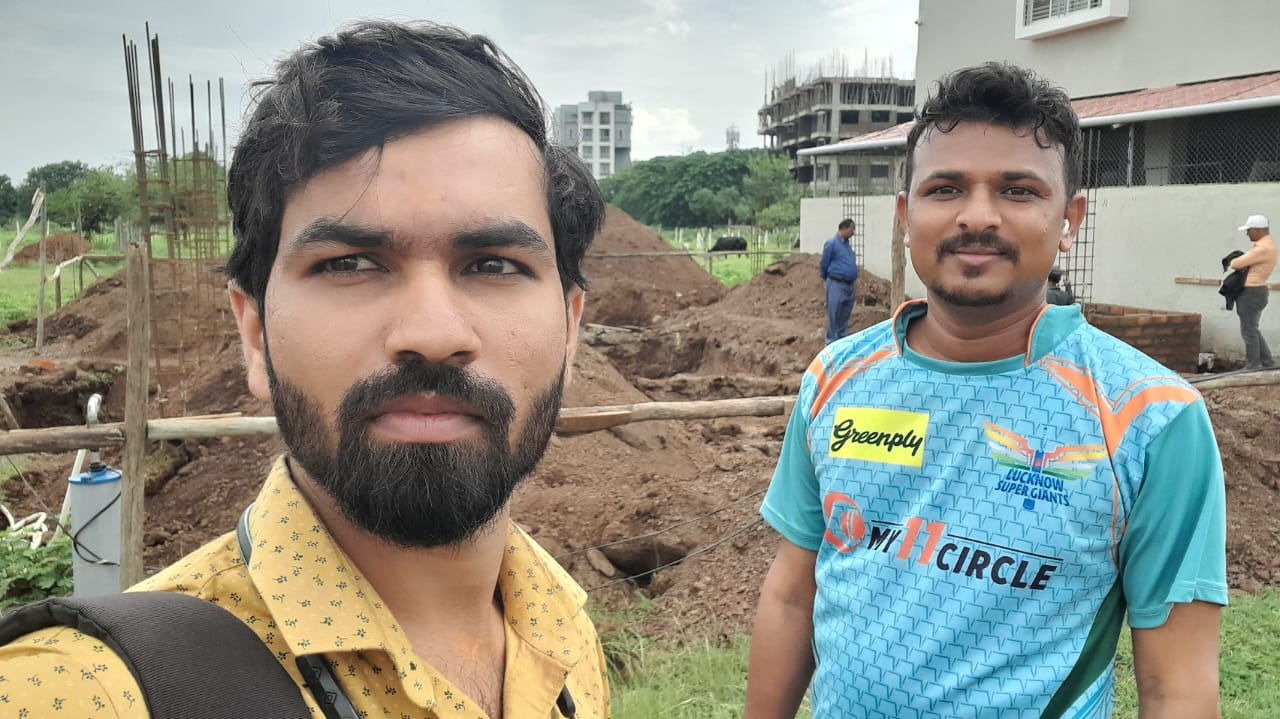 Greenply
LUCKNOW
SUPER GIANTS
MY11CIRCLE